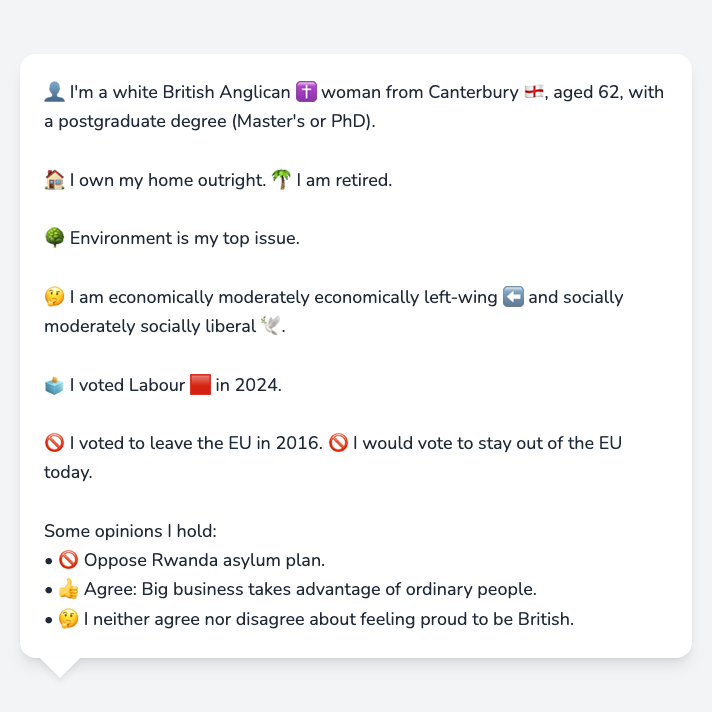 👤 I'm a white British Anglican ✝️ woman from Canterbury 🏴󠁧󠁢󠁥󠁮󠁧󠁿, aged 62, with
a postgraduate degree (Master's or PhD).
🏠 I own my home outright. 🌴 I am retired.
🌳 Environment is my top issue.
🤔 I am economically moderately economically left-wing ⬅️ and socially
moderately socially liberal 🕊️.
🗳️ I voted Labour 🟥 in 2024.
🚫 I voted to leave the EU in 2016. 🚫 I would vote to stay out of the EU
today.
Some opinions I hold:
• 🚫 Oppose Rwanda asylum plan.
• 👍 Agree: Big business takes advantage of ordinary people.
• 🤔 I neither agree nor disagree about feeling proud to be British.